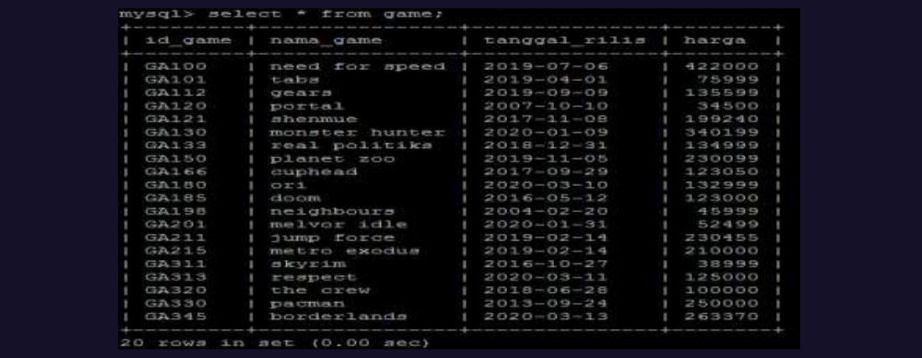 mysql> select * from game;
+---------+----------------+---------------+--------+
| id_game | nama_game | tanggal_rilis | harga |
+---------+----------------+---------------+--------+
| GA100 | need for speed | 2019-07-06 | 422000 |
| GA101 | tabs | 2019-04-01 | 75999 |
| GA112 | gears | 2019-09-09 | 135599 |
| GA120 | portal | 2007-10-10 | 34500 |
| GA121 | shenmue | 2017-11-08 | 199240 |
| GA130 | monster hunter | 2020-01-09 | 340199 |
| GA133 | real politiks | 2018-12-31 | 134999 |
| GA150 | planet zoo | 2019-11-05 | 230099 |
| GA166 | cuphead | 2017-09-29 | 123050 |
| GA180 | ori | 2020-03-10 | 132999 |
| GA185 | doom | 2016-05-12 | 123000 |
| GA198 | neighbours | 2004-02-20 | 45999 |
| GA201 | melvor idle | 2020-01-31 | 52499 |
| GA211 | jump force | 2019-02-14 | 230455 |
| GA215 | metro exodus | 2019-02-14 | 210000 |
| GA311 | skyrim | 2016-10-27 | 38999 |
| GA313 | respect | 2020-03-11 | 125000 |
| GA320 | the crew | 2018-06-28 | 100000 |
| GA330 | pacman | 2013-09-24 | 250000 |
| GA345 | borderlands | 2020-03-13 | 263370 |
+---------+----------------+---------------+--------+
20 rows in set (0.00 sec)